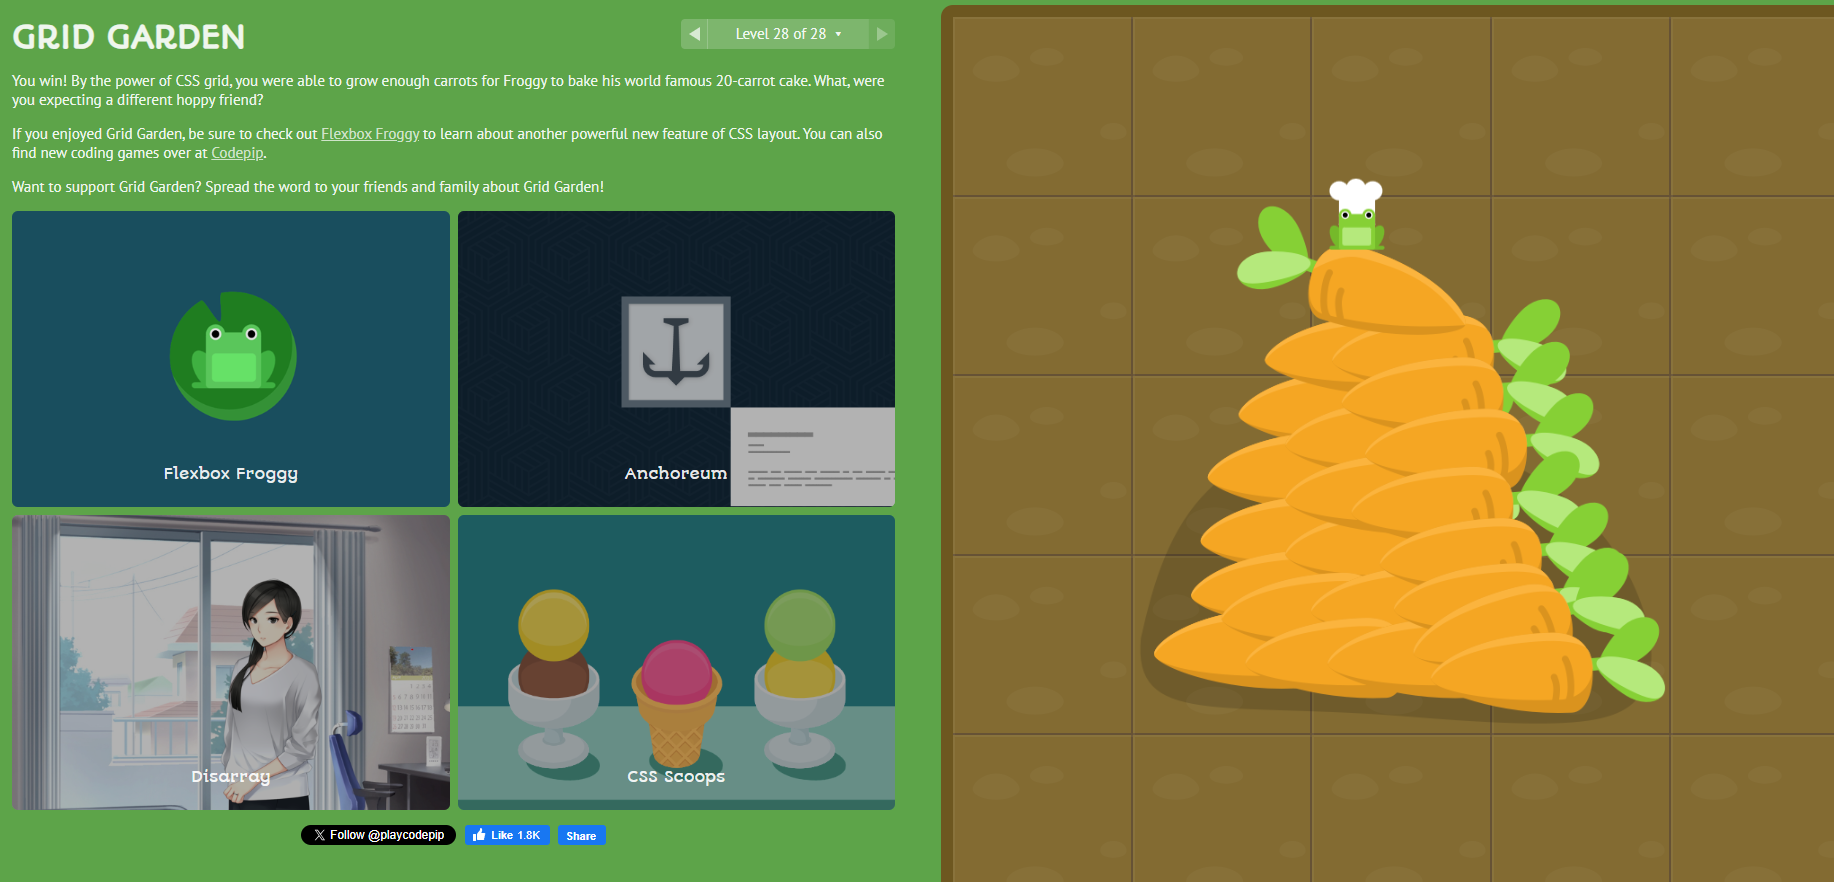 GRID GARDEN
Level 28 of 28
You win! By the power of CSS grid, you were able to grow enough carrots for Froggy to bake his world famous 20-carrot cake. What, were
you expecting a different hoppy friend?
If you enjoyed Grid Garden, be sure to check out Flexbox Froggy to learn about another powerful new feature of CSS layout. You can also
find new coding games over at Codepip.
Want to support Grid Garden? Spread the word to your friends and family about Grid Garden!
Flexbox Froggy
Anchoreum
Disarray
CSS Scoops
Follow @playcodepip
Like 1.8K
Share